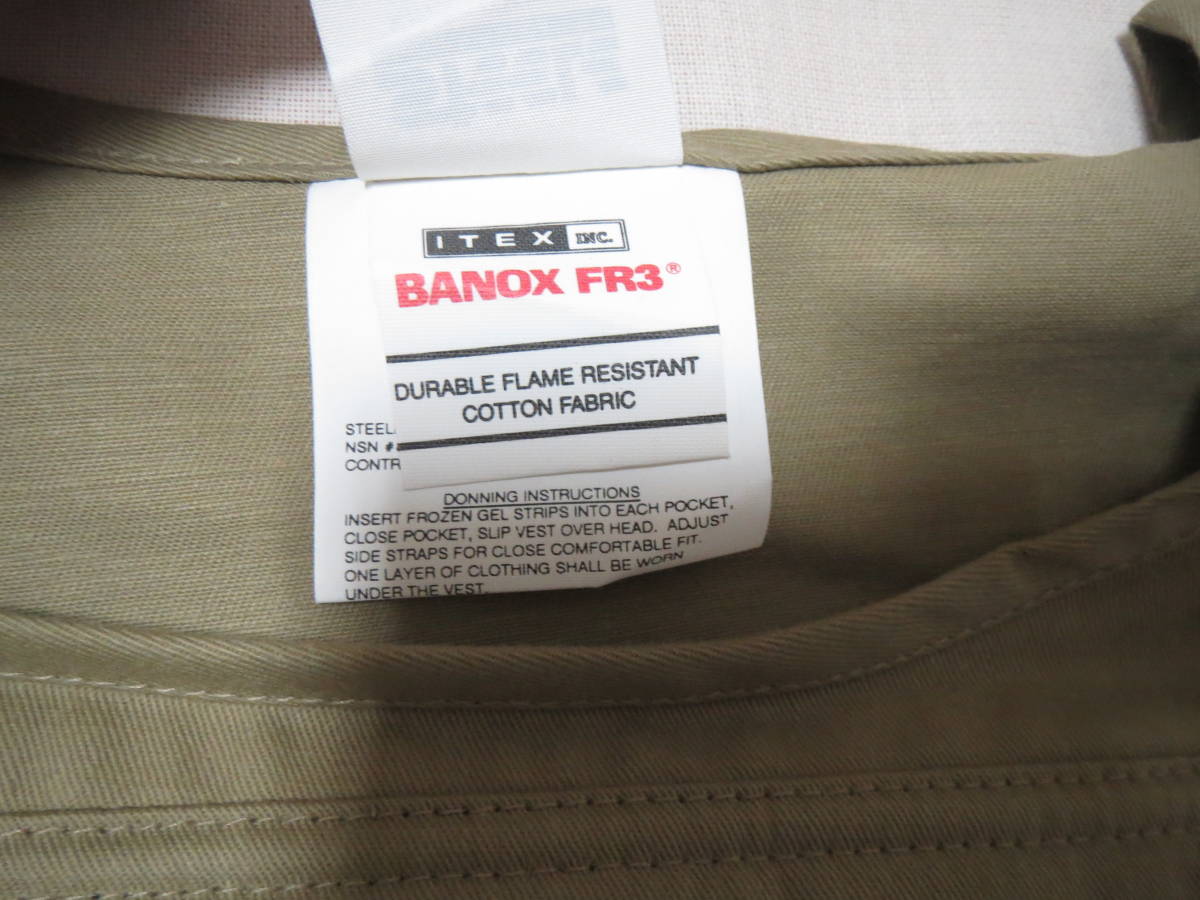 ITEX INC.
BANOX FR3®
DURABLE FLAME RESISTANT
COTTON FABRIC
STEEL
NSN #
CONTR
DONNING INSTRUCTIONS
INSERT FROZEN GEL STRIPS INTO EACH POCKET,
CLOSE POCKET, SLIP VEST OVER HEAD. ADJUST
SIDE STRAPS FOR CLOSE COMFORTABLE FIT.
ONE LAYER OF CLOTHING SHALL BE WORN
UNDER THE VEST.